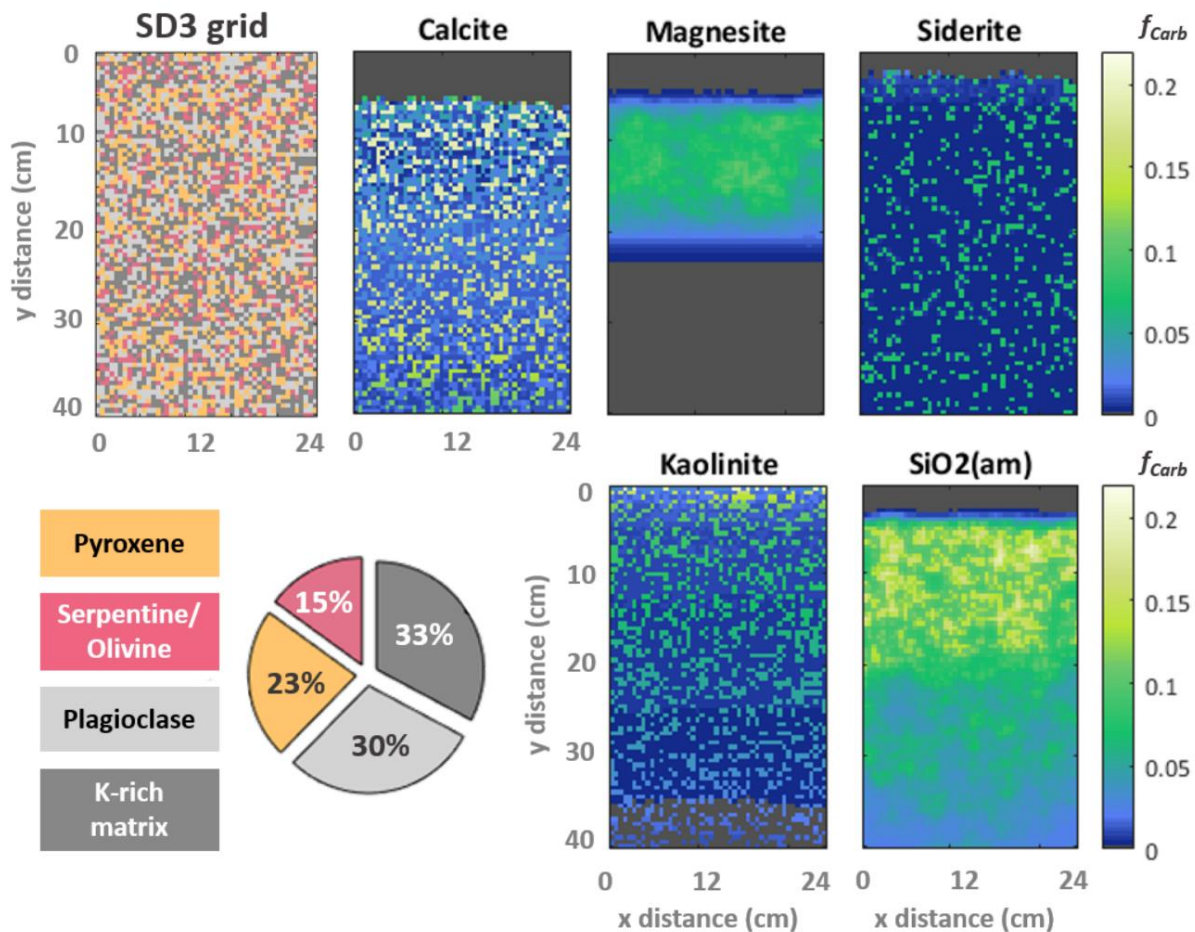 SD3 grid
Calcite
Magnesite
Siderite
f_Carb
0
10
20
30
40
y distance (cm)
0 12 24
0 12 24
0.2
0.15
0.1
0.05
0
Kaolinite
SiO2(am)
f_Carb
Pyroxene
Serpentine/
Olivine
Plagioclase
K-rich
matrix
15%
33%
23%
30%
0
10
20
30
40
y distance (cm)
0 12 24
0 12 24
x distance (cm)
x distance (cm)
0.2
0.15
0.1
0.05
0